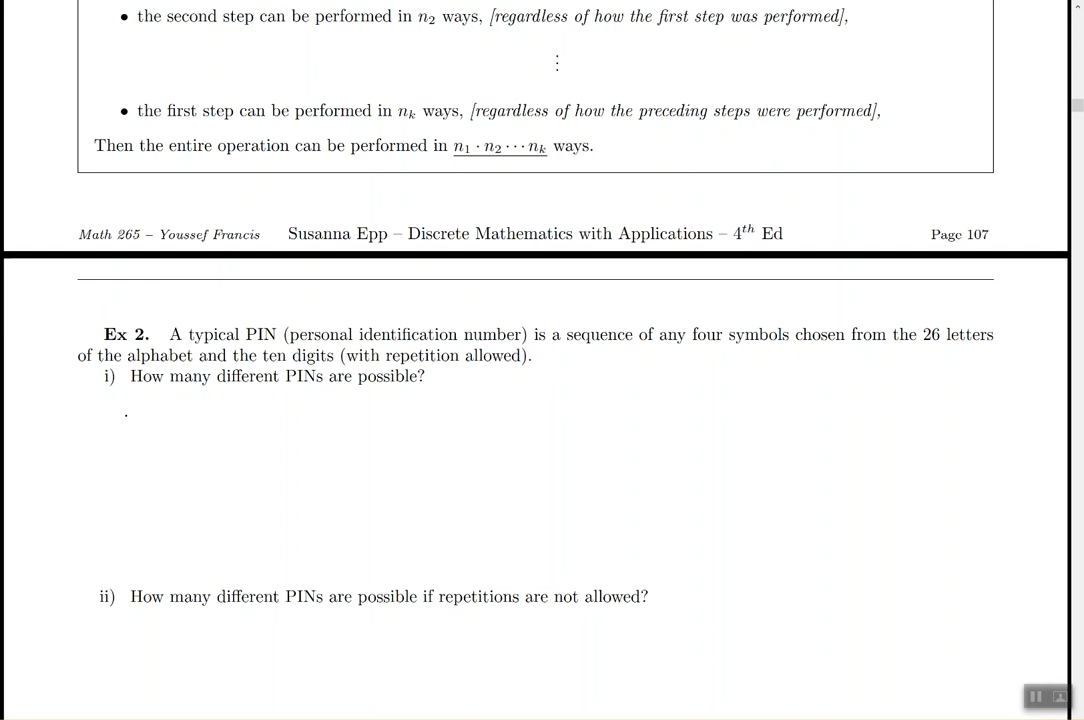 • the second step can be performed in n₂ ways, [regardless of how the first step was performed],
⋮
• the first step can be performed in nₖ ways, [regardless of how the preceding steps were performed],
Then the entire operation can be performed in n₁ · n₂ ··· nₖ ways.
Math 265 – Youssef Francis Susanna Epp – Discrete Mathematics with Applications – 4ᵗʰ Ed Page 107
Ex 2. A typical PIN (personal identification number) is a sequence of any four symbols chosen from the 26 letters
of the alphabet and the ten digits (with repetition allowed).
i) How many different PINs are possible?
ii) How many different PINs are possible if repetitions are not allowed?